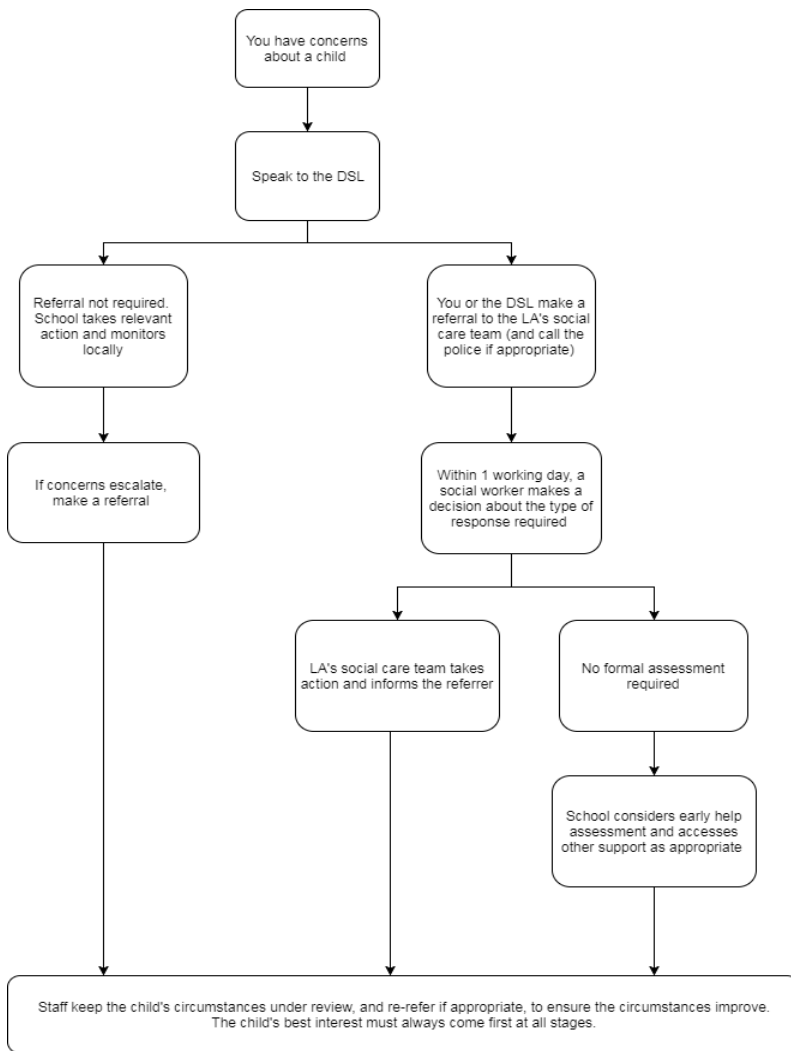 You have concerns
about a child
Speak to the DSL
Referral not required.
School takes relevant
action and monitors
locally
You or the DSL make a
referral to the LA's social
care team (and call the
police if appropriate)
If concerns escalate,
make a referral
Within 1 working day, a
social worker makes a
decision about the type of
response required
LA's social care team takes
action and informs the referrer
No formal assessment
required
School considers early help
assessment and accesses
other support as appropriate
Staff keep the child's circumstances under review, and re-refer if appropriate, to ensure the circumstances improve.
The child's best interest must always come first at all stages.